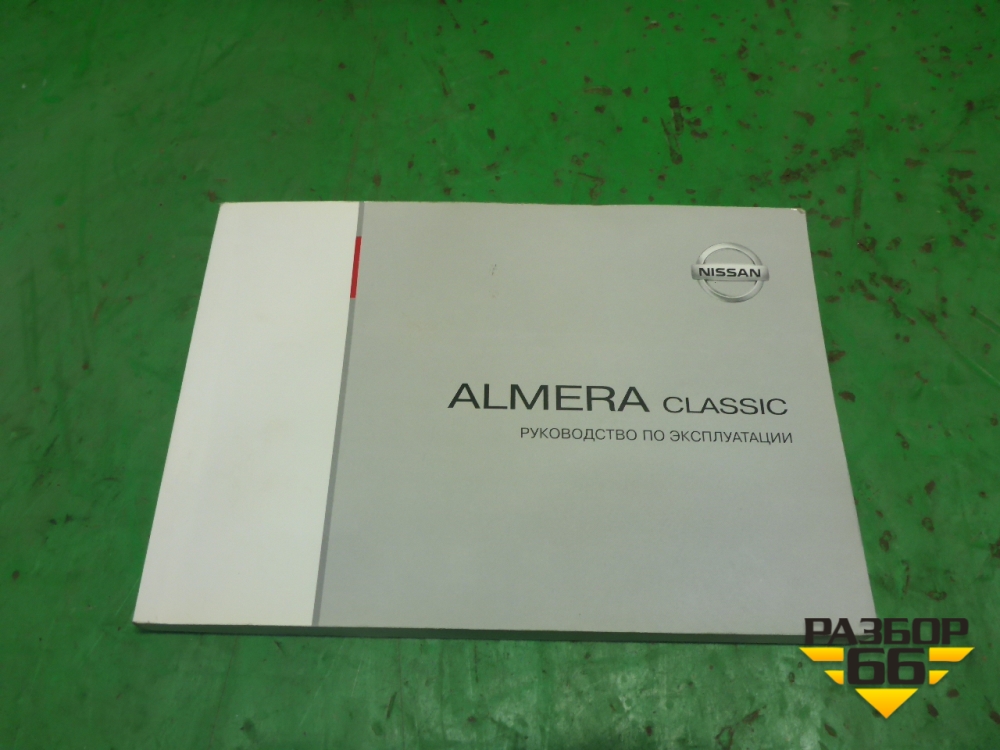 NISSAN
ALMERA CLASSIC
РУКОВОДСТВО ПО ЭКСПЛУАТАЦИИ
РАЗБОР
66